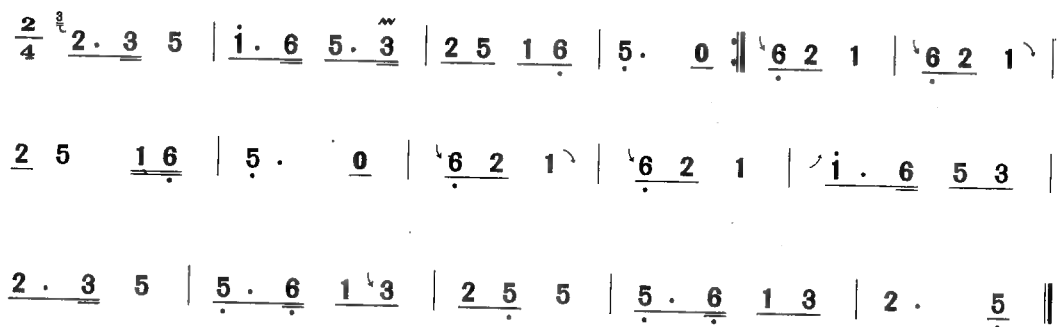 2/4 3 2 . 3 5 | i . 6 5 . 3 | 2 5 1 6 | 5 . 0 :‖ 6 2 1 | 6 2 1 |
2 5 1 6 | 5 . 0 | 6 2 1 | 6 2 1 | i . 6 5 3 |
2 . 3 5 | 5 . 6 1 3 | 2 5 5 | 5 . 6 1 3 | 2 . 5 ‖